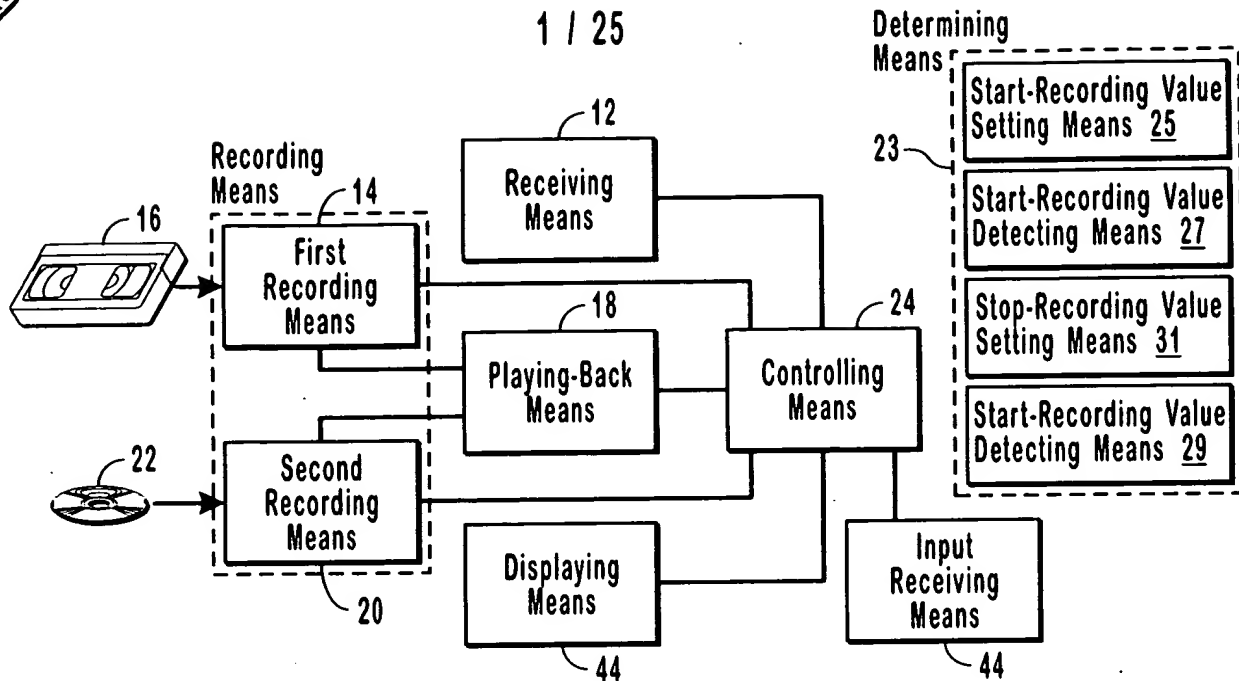 1 / 25
Determining
Means
Start-Recording Value
Setting Means 25
23
Start-Recording Value
Detecting Means 27
Stop-Recording Value
Setting Means 31
Start-Recording Value
Detecting Means 29
12
Receiving
Means
Recording
Means
14
16
First
Recording
Means
18
Playing-Back
Means
24
Controlling
Means
22
Second
Recording
Means
20
Displaying
Means
44
Input
Receiving
Means
44